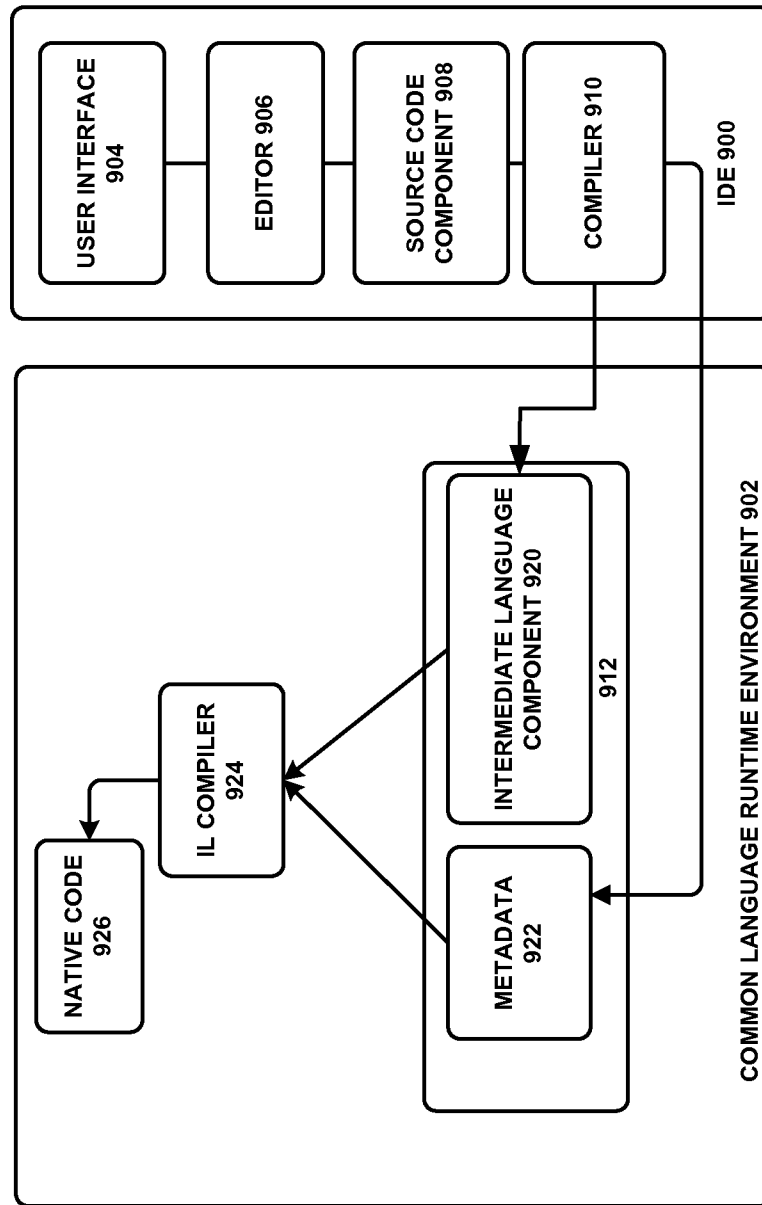 USER INTERFACE
904
EDITOR 906
SOURCE CODE
COMPONENT 908
COMPILER 910
IDE 900
NATIVE CODE
926
IL COMPILER
924
METADATA
922
INTERMEDIATE LANGUAGE
COMPONENT 920
912
COMMON LANGUAGE RUNTIME ENVIRONMENT 902